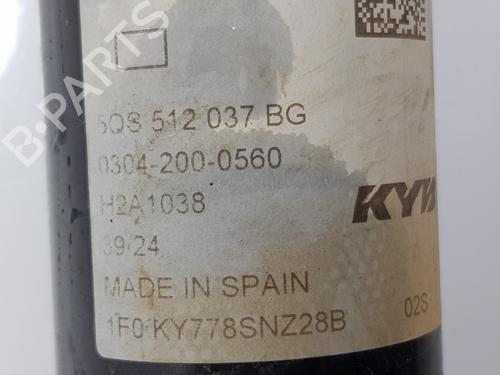 B-PARTS
5QS 512 037 BG
0304-200-0560
H2A1038
KYB
39/24
MADE IN SPAIN
02S
1F0 KY778SNZ28B